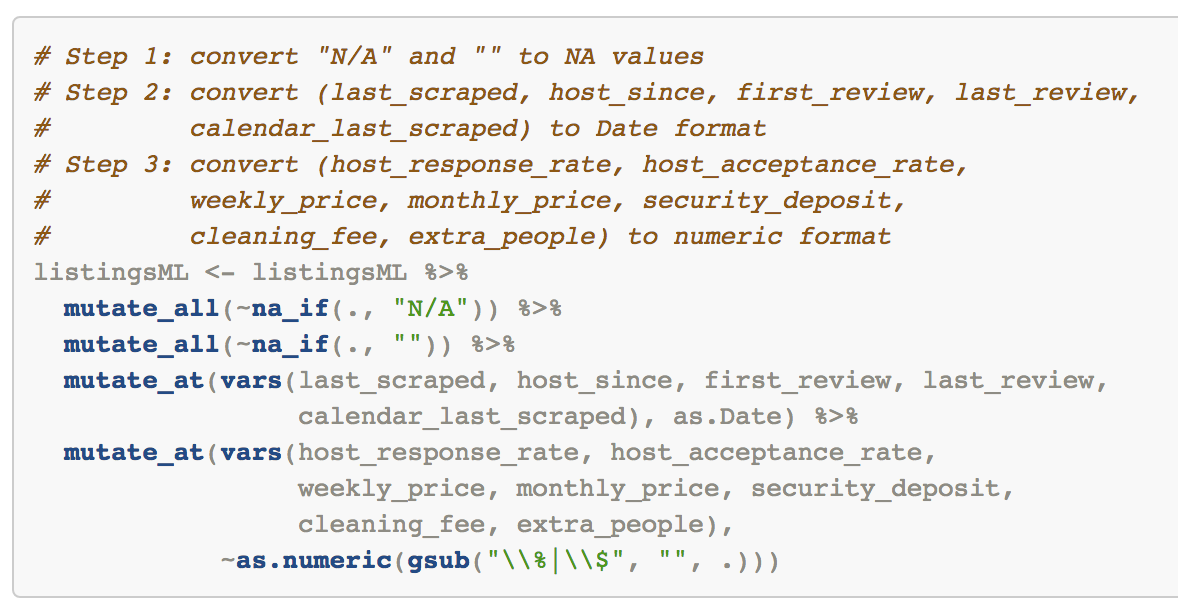 # Step 1: convert "N/A" and "" to NA values
# Step 2: convert (last_scraped, host_since, first_review, last_review,
#          calendar_last_scraped) to Date format
# Step 3: convert (host_response_rate, host_acceptance_rate,
#          weekly_price, monthly_price, security_deposit,
#          cleaning_fee, extra_people) to numeric format
listingsML <- listingsML %>%
  mutate_all(~na_if(., "N/A")) %>%
  mutate_all(~na_if(., "")) %>%
  mutate_at(vars(last_scraped, host_since, first_review, last_review,
                 calendar_last_scraped), as.Date) %>%
  mutate_at(vars(host_response_rate, host_acceptance_rate,
                 weekly_price, monthly_price, security_deposit,
                 cleaning_fee, extra_people),
            ~as.numeric(gsub("\\%|\\$", "", .)))